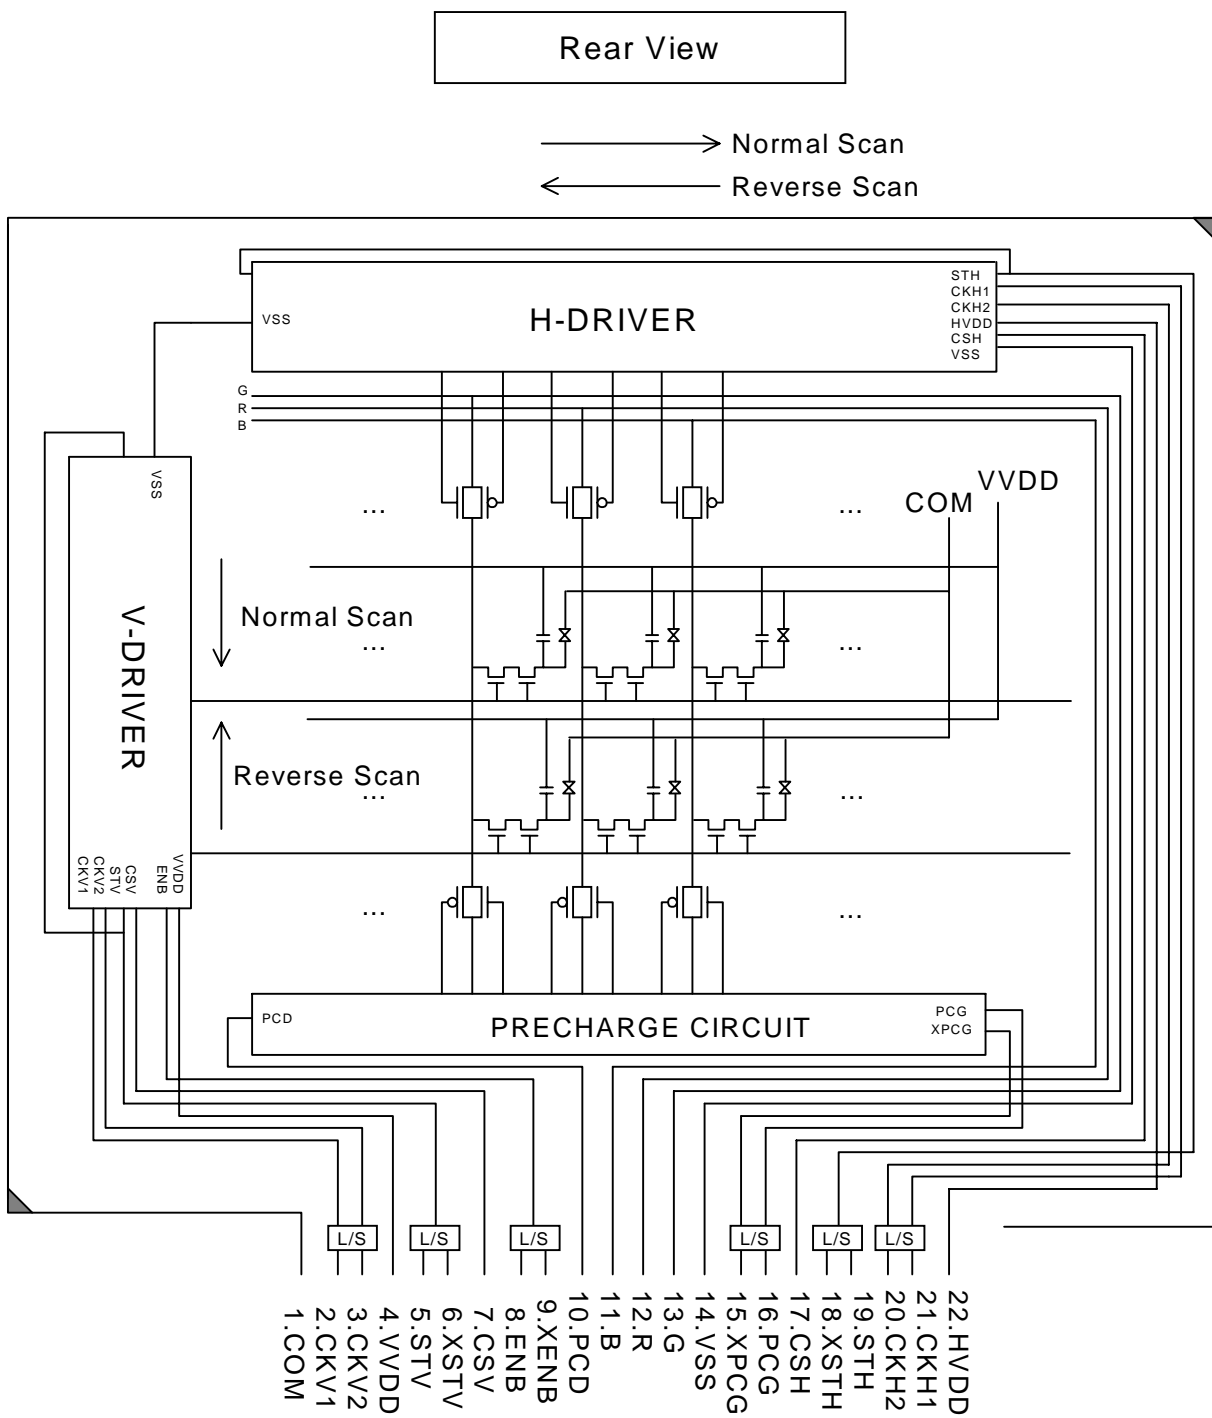 Rear View
Normal Scan
Reverse Scan
STH
CKH1
CKH2
HVDD
CSH
VSS
VSS
H-DRIVER
G
R
B
VSS
VVDD
COM
...
...
V-DRIVER
Normal Scan
...
...
Reverse Scan
...
...
CKV1
CKV2
STV
CSV
ENB
VVDD
...
...
PCD
PRECHARGE CIRCUIT
PCG
XPCG
L/S
L/S
L/S
L/S
L/S
L/S
1.COM
2.CKV1
3.CKV2
4.VVDD
5.STV
6.XSTV
7.CSV
8.ENB
9.XENB
10.PCD
11.B
12.R
13.G
14.VSS
15.XPCG
16.PCG
17.CSH
18.XSTH
19.STH
20.CKH2
21.CKH1
22.HVDD